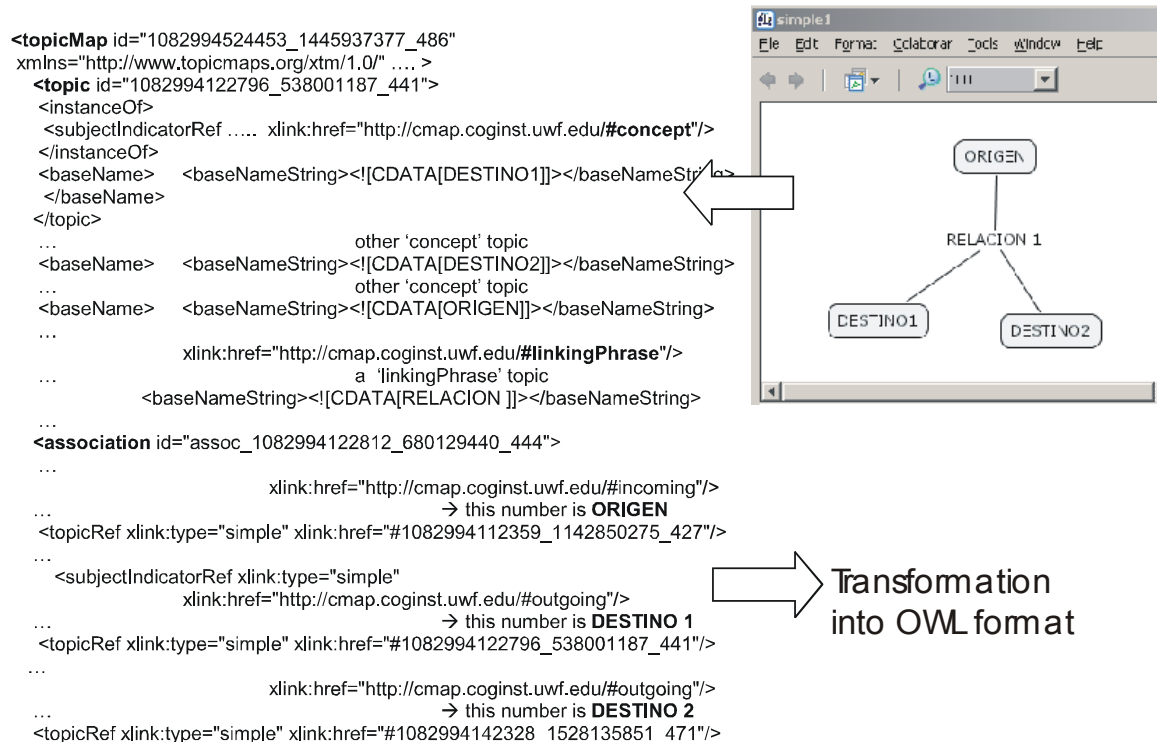 <topicMap id="1082994524453_1445937377_486"
xmlns="http://www.topicmaps.org/xtm/1.0/" .... >
<topic id="1082994122796_538001187_441">
<instanceOf>
<subjectIndicatorRef ..... xlink:href="http://cmap.coginst.uwf.edu/#concept"/>
</instanceOf>
<baseName> <baseNameString><![CDATA[DESTINO1]]></baseNameString>
</baseName>
</topic>
... other ‘concept’ topic
<baseName> <baseNameString><![CDATA[DESTINO2]]></baseNameString>
... other ‘concept’ topic
<baseName> <baseNameString><![CDATA[ORIGEN]]></baseNameString>
...
xlink:href="http://cmap.coginst.uwf.edu/#linkingPhrase"/>
... a ‘linkingPhrase’ topic
<baseNameString><![CDATA[RELACION ]]></baseNameString>
...
<association id="assoc_1082994122812_680129440_444">
...
xlink:href="http://cmap.coginst.uwf.edu/#incoming"/>
... → this number is ORIGEN
<topicRef xlink:type="simple" xlink:href="#1082994112359_1142850275_427"/>
...
<subjectIndicatorRef xlink:type="simple"
xlink:href="http://cmap.coginst.uwf.edu/#outgoing"/>
... → this number is DESTINO 1
<topicRef xlink:type="simple" xlink:href="#1082994122796_538001187_441"/>
...
xlink:href="http://cmap.coginst.uwf.edu/#outgoing"/>
... → this number is DESTINO 2
<topicRef xlink:type="simple" xlink:href="#1082994142328_1528135851_471"/>
simple1
File Edit Format Colaborar Tools Window Help
ORIGEN
RELACION 1
DESTINO1
DESTINO2
Transformation
into OWL format